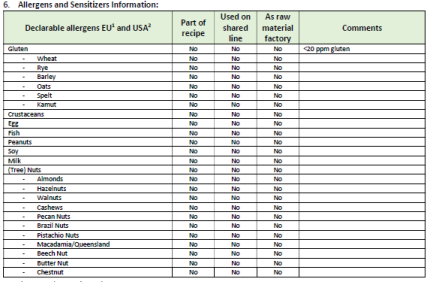 6. Allergens and Sensitizers Information:
Declarable allergens EU¹ and USA² Part of recipe Used on shared line As raw material factory Comments
Gluten No No No <20 ppm gluten
- Wheat No No No
- Rye No No No
- Barley No No No
- Oats No No No
- Spelt No No No
- Kamut No No No
Crustaceans No No No
Egg No No No
Fish No No No
Peanuts No No No
Soy No No No
Milk No No No
(Tree) Nuts No No No
- Almonds No No No
- Hazelnuts No No No
- Walnuts No No No
- Cashews No No No
- Pecan Nuts No No No
- Brazil Nuts No No No
- Pistachio Nuts No No No
- Macadamia/Queensland No No No
- Beech Nut No No No
- Butter Nut No No No
- Chestnut No No No